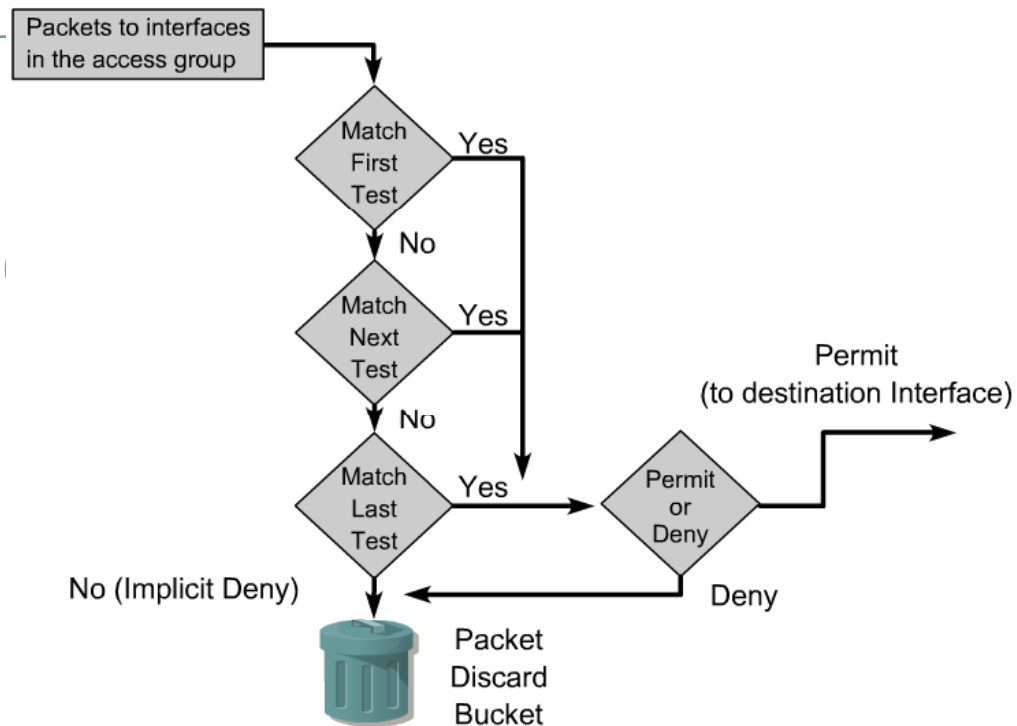 Packets to interfaces
in the access group
Match
First
Test
Yes
No
Match
Next
Test
Yes
No
Match
Last
Test
Yes
Permit
or
Deny
Permit
(to destination Interface)
No (Implicit Deny)
Deny
Packet
Discard
Bucket